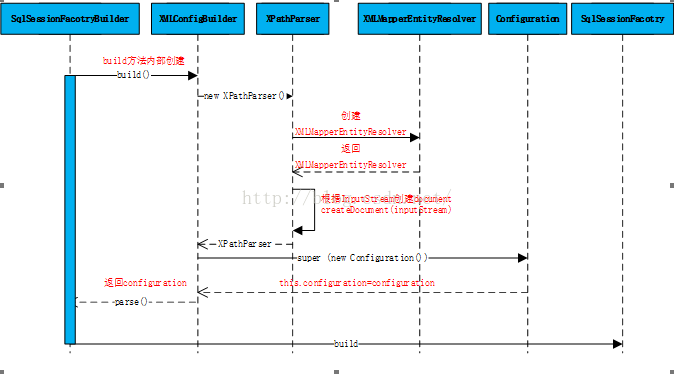 SqlSessionFacotryBuilder
XMLConfigBuilder
XPathParser
XMLMapperEntityResolver
Configuration
SqlSessionFacotry
build方法内部创建
build()
new XPathParser()
创建
XMLMapperEntityResolver
返回
XMLMapperEntityResolver
根据InputStream创建document
createDocument(inputStream)
XPathParser
super (new Configuration())
返回configuration
this.configuration=configuration
parse()
build